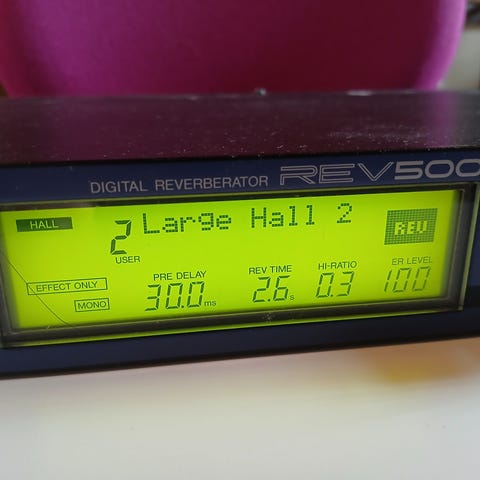 DIGITAL REVERBERATOR REV500
HALL
2 Large Hall 2
REV
USER
EFFECT ONLY
MONO
PRE DELAY REV TIME HI-RATIO ER LEVEL
30.0ms 2.6s 0.3 100